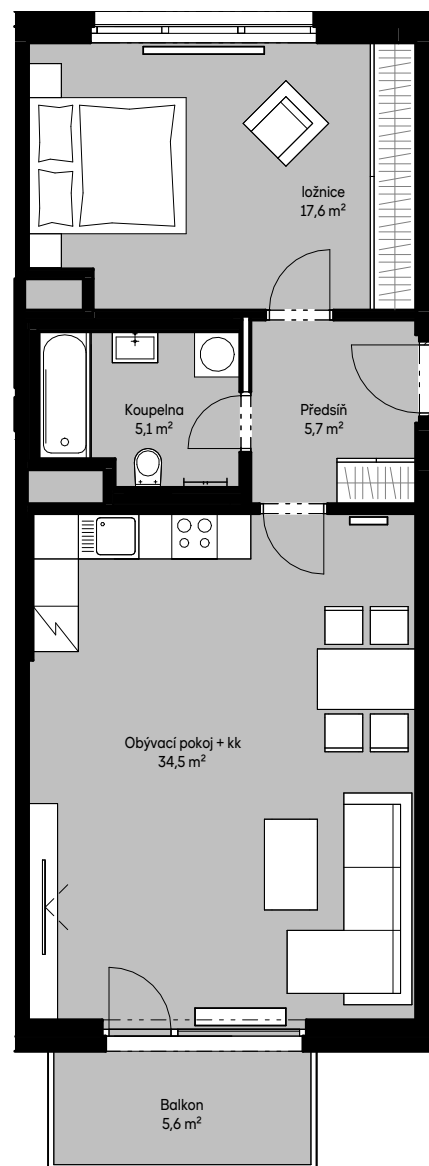 ložnice
17,6 m²
Koupelna
5,1 m²
Předsíň
5,7 m²
Obývací pokoj + kk
34,5 m²
Balkon
5,6 m²